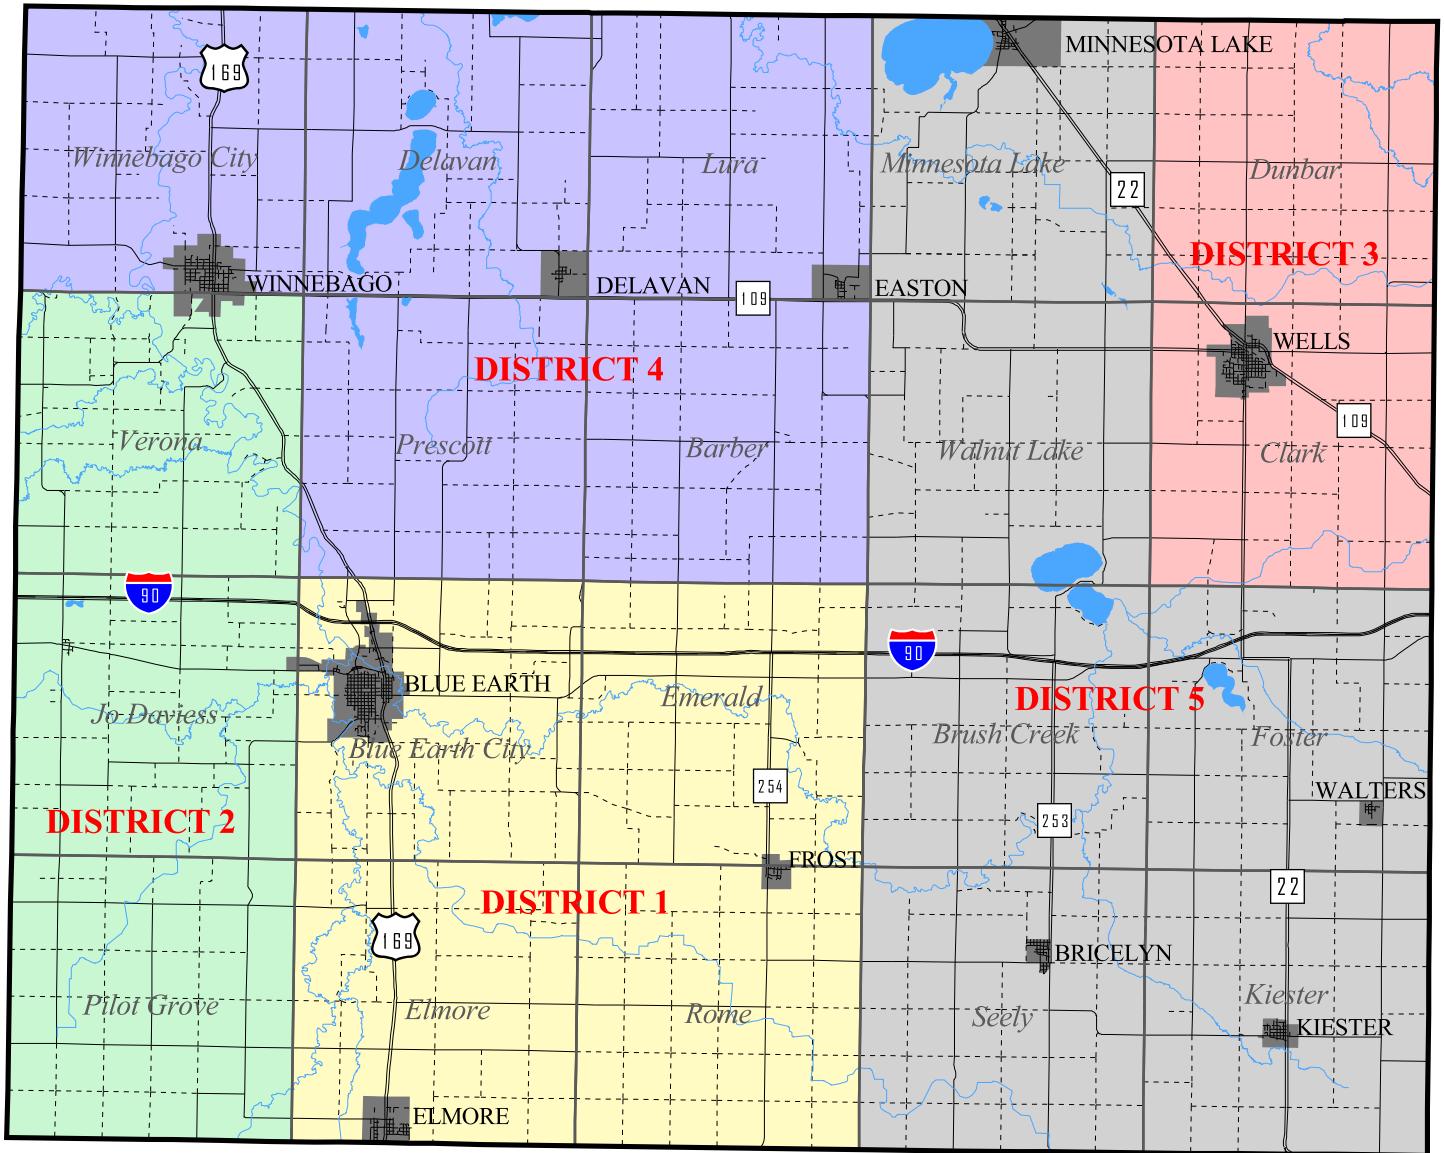 MINNESOTA LAKE
169
Winnebago City
Delavan
Lura
Minnesota Lake
Dunbar
22
DISTRICT 3
WINNEBAGO
DELAVAN
109
EASTON
WELLS
DISTRICT 4
109
Verona
Prescott
Barber
Walnut Lake
Clark
90
90
BLUE EARTH
Emerald
DISTRICT 5
Jo Daviess
Blue Earth City
Brush Creek
Foster
254
WALTERS
DISTRICT 2
253
FROST
22
DISTRICT 1
169
BRICELYN
Pilot Grove
Elmore
Rome
Seely
Kiester
KIESTER
ELMORE